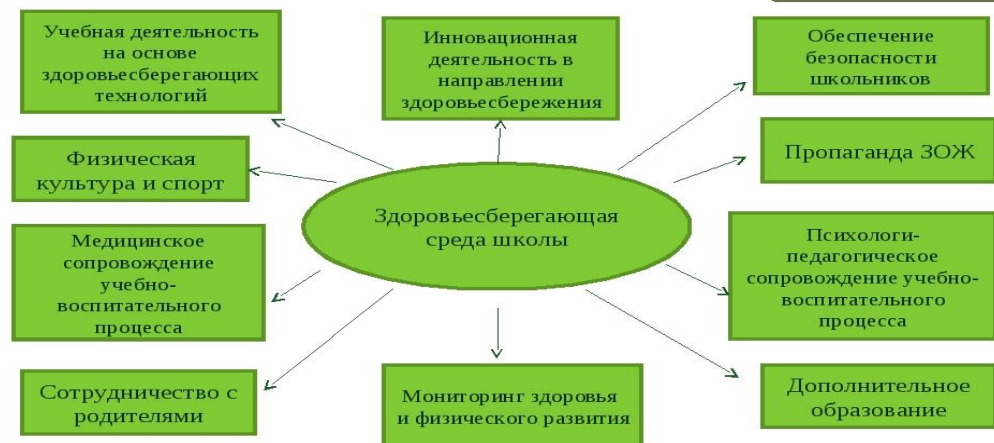 Учебная деятельность
на основе
здоровьесберегающих
технологий
Инновационная
деятельность в
направлении
здоровьесбережения
Обеспечение
безопасности
школьников
Физическая
культура и спорт
Пропаганда ЗОЖ
Здоровьесберегающая
среда школы
Медицинское
сопровождение
учебно-
воспитательного
процесса
Психологи-
педагогическое
сопровождение учебно-
воспитательного
процесса
Сотрудничество с
родителями
Мониторинг здоровья
и физического развития
Дополнительное
образование